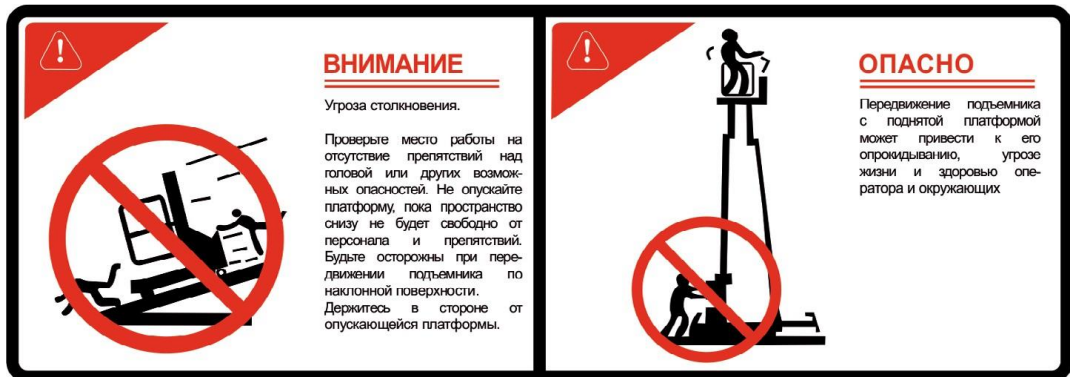 ВНИМАНИЕ
Угроза столкновения.
Проверьте место работы на
отсутствие препятствий над
головой или других возмож-
ных опасностей. Не опускайте
платформу, пока пространство
снизу не будет свободно от
персонала и препятствий.
Будьте осторожны при пере-
движении подъемника по
наклонной поверхности.
Держитесь в стороне от
опускающейся платформы.
ОПАСНО
Передвижение подъемника
с поднятой платформой
может привести к его
опрокидыванию, угрозе
жизни и здоровью опе-
ратора и окружающих